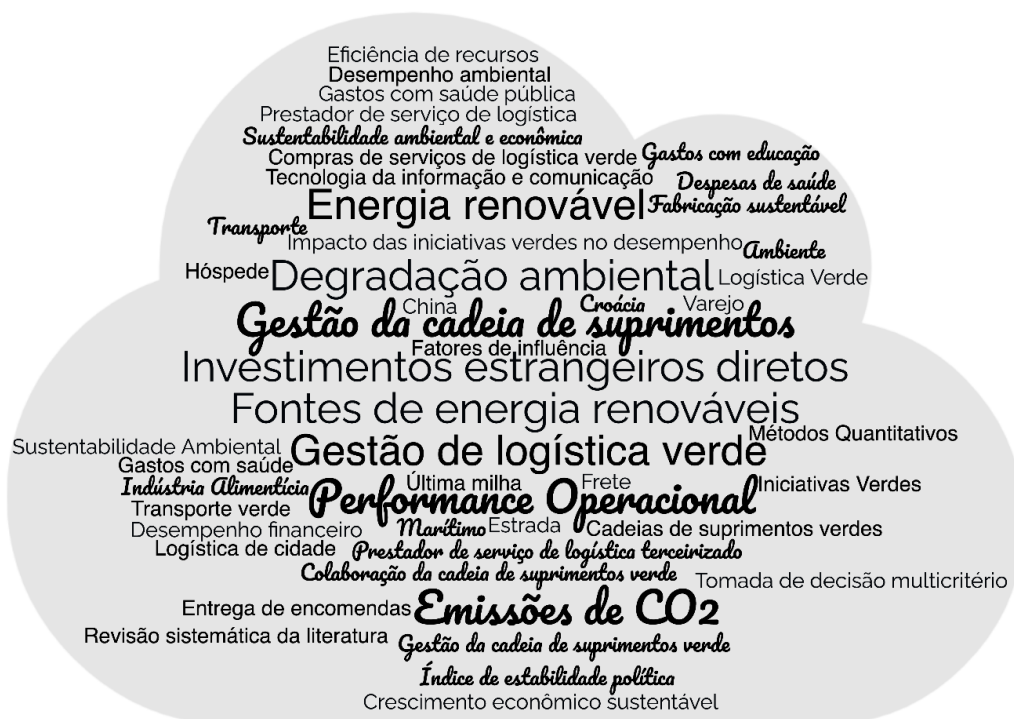 Eficiência de recursos
Desempenho ambiental
Gastos com saúde pública
Prestador de serviço de logística
Sustentabilidade ambiental e econômica
Compras de serviços de logística verde Gastos com educação
Tecnologia da informação e comunicação Despesas de saúde
Energia renovável Fabricação sustentável
Transporte
Impacto das iniciativas verdes no desempenho Ambiente
Hóspede Degradação ambiental Logística Verde
China Croácia Varejo
Gestão da cadeia de suprimentos
Fatores de influência
Investimentos estrangeiros diretos
Fontes de energia renováveis
Métodos Quantitativos
Sustentabilidade Ambiental Gestão de logística verde
Gastos com saúde
Indústria Alimentícia Última milha Frete Iniciativas Verdes
Performance Operacional
Transporte verde
Desempenho financeiro Marítimo Estrada Cadeias de suprimentos verdes
Logística de cidade Prestador de serviço de logística terceirizado
Colaboração da cadeia de suprimentos verde Tomada de decisão multicritério
Entrega de encomendas Emissões de CO2
Revisão sistemática da literatura Gestão da cadeia de suprimentos verde
Índice de estabilidade política
Crescimento econômico sustentável